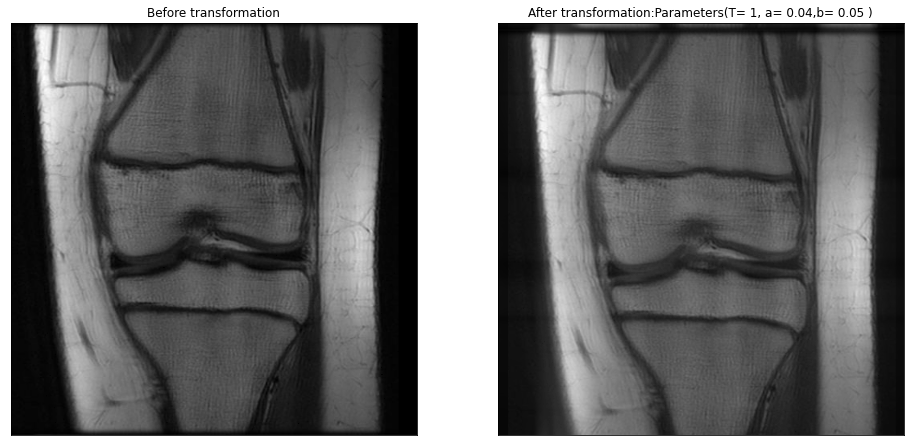 Before transformation
After transformation:Parameters(T= 1, a= 0.04,b= 0.05 )